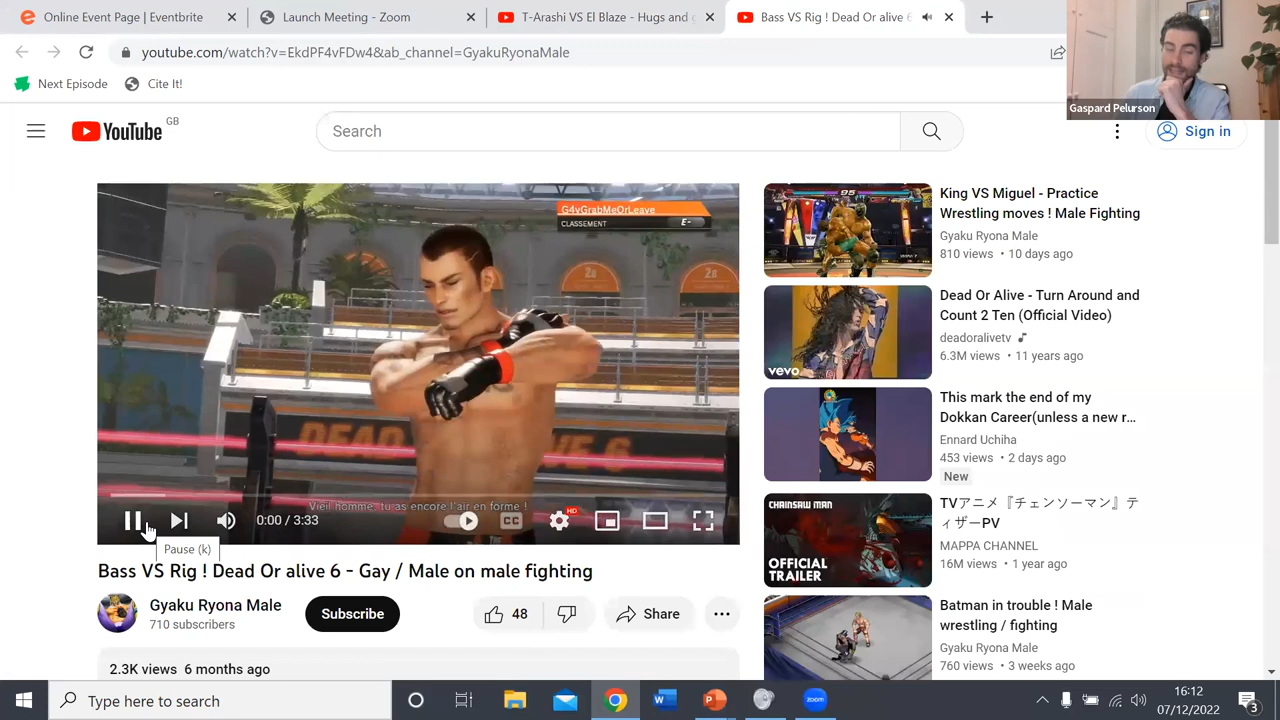 Online Event Page | Eventbrite
Launch Meeting - Zoom
T-Arashi VS El Blaze - Hugs and c
Bass VS Rig ! Dead Or alive 6
youtube.com/watch?v=EkdPF4vFDw4&ab_channel=GyakuRyonaMale
Next Episode
Cite It!
Gaspard Pelurson
YouTube GB
Search
Sign in
G4yGrabMeOrLeave
CLASSEMENT E-
Vieil homme, tu as encore l'air en forme !
0:00 / 3:33
CC
HD
Pause (k)
Bass VS Rig ! Dead Or alive 6 - Gay / Male on male fighting
Gyaku Ryona Male
710 subscribers
Subscribe
48
Share
2.3K views 6 months ago
95
King VS Miguel - Practice
Wrestling moves ! Male Fighting
Gyaku Ryona Male
810 views • 10 days ago
vevo
Dead Or Alive - Turn Around and
Count 2 Ten (Official Video)
deadoralivetv
6.3M views • 11 years ago
This mark the end of my
Dokkan Career(unless a new r...
Ennard Uchiha
453 views • 2 days ago
New
CHAINSAW MAN
OFFICIAL
TRAILER
TVアニメ『チェンソーマン』テ
ィザーPV
MAPPA CHANNEL
16M views • 1 year ago
Batman in trouble ! Male
wrestling / fighting
Gyaku Ryona Male
760 views • 3 weeks ago
Type here to search
zoom
16:12
07/12/2022
3